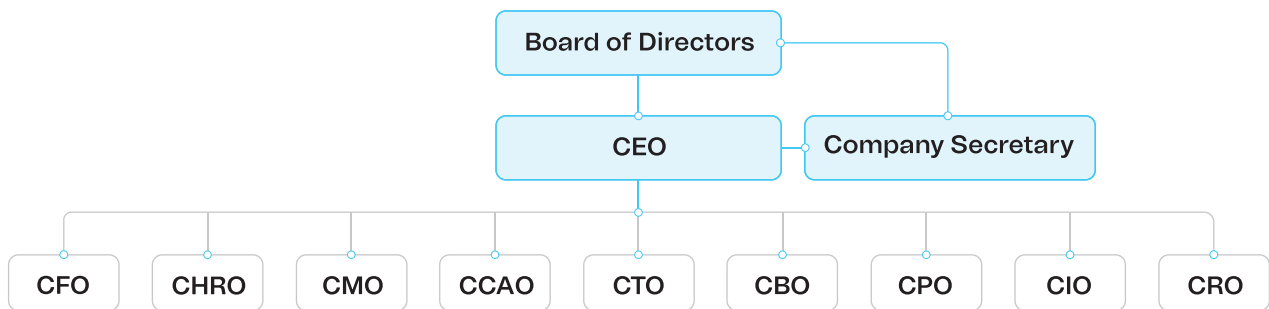 Board of Directors
CEO
Company Secretary
CFO
CHRO
CMO
CCAO
CTO
CBO
CPO
CIO
CRO